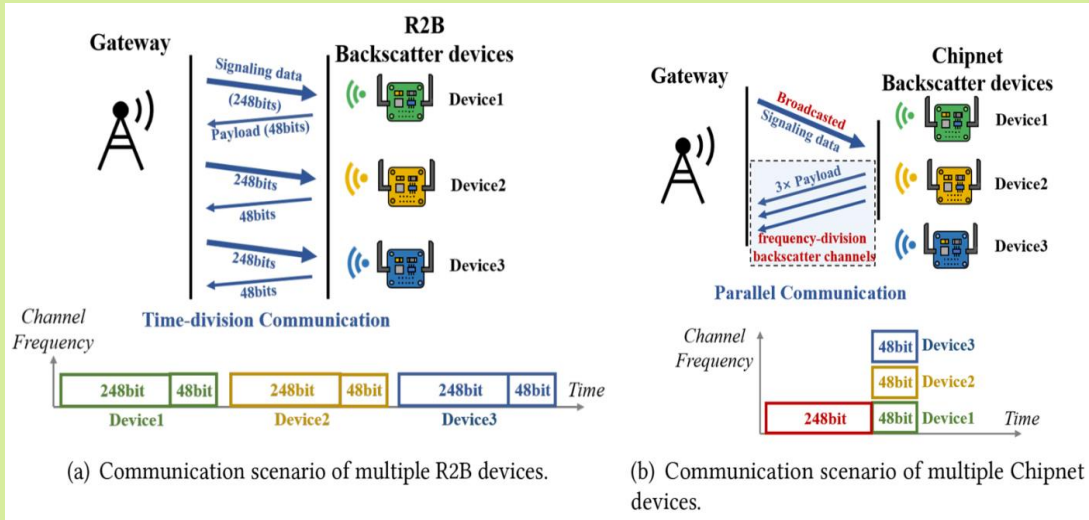 R2B
Gateway
Backscatter devices
Signaling data
(248bits)
Payload (48bits)
Device1
248bits
48bits
Device2
248bits
48bits
Device3
Time-division Communication
Channel
Frequency
248bit
48bit
248bit
48bit
248bit
48bit
Time
Device1
Device2
Device3
(a) Communication scenario of multiple R2B devices.
Chipnet
Gateway
Backscatter devices
Broadcasted
Signaling data
Device1
3× Payload
Device2
frequency-division
backscatter channels
Device3
Parallel Communication
Channel
Frequency
48bit Device3
48bit Device2
248bit
48bit Device1
Time
(b) Communication scenario of multiple Chipnet
devices.